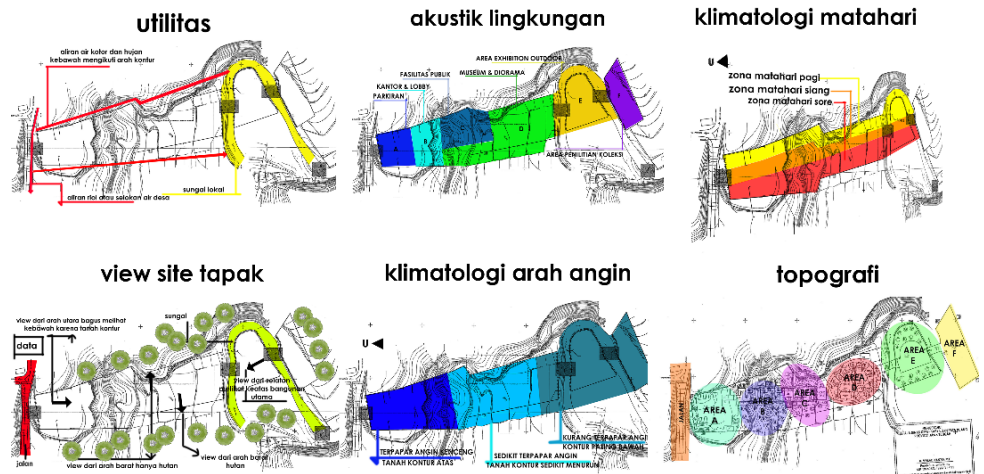 utilitas
aliran air kotor dan hujan
kebawah mengikuti arah kontur
sungai lokal
aliran rioi atau selokan air desa
akustik lingkungan
AREA EXHIBITION OUTDOOR
FASILITAS PUBLIK
MUSEUM & DIORAMA
KANTOR & LOBBY
PARKIRAN
A
B
D
E
F
AREA PENILITIAN KOLEKSI
klimatologi matahari
U
zona matahari pagi
zona matahari siang
zona matahari sore
view site tapak
sungai
view dari arah utara bagus melihat
kebawah karena tanah kontur
data
view dari selatan
melihat kleatan bangunan
utama
view dari arah barat
hutan
view dari arah barat hanya hutan
jalan
klimatologi arah angin
U
TERPAPAR ANGIN KENCENG
TANAH KONTUR ATAS
SEDIKIT TERPAPAR ANGIN
TANAH KONTUR SEDIKIT MENURUN
KURANG TERPAPAR ANGI
KONTUR PALING BAWAH
topografi
JALAN
AREA
A
AREA
B
AREA
AREA
AREA
E
AREA
F